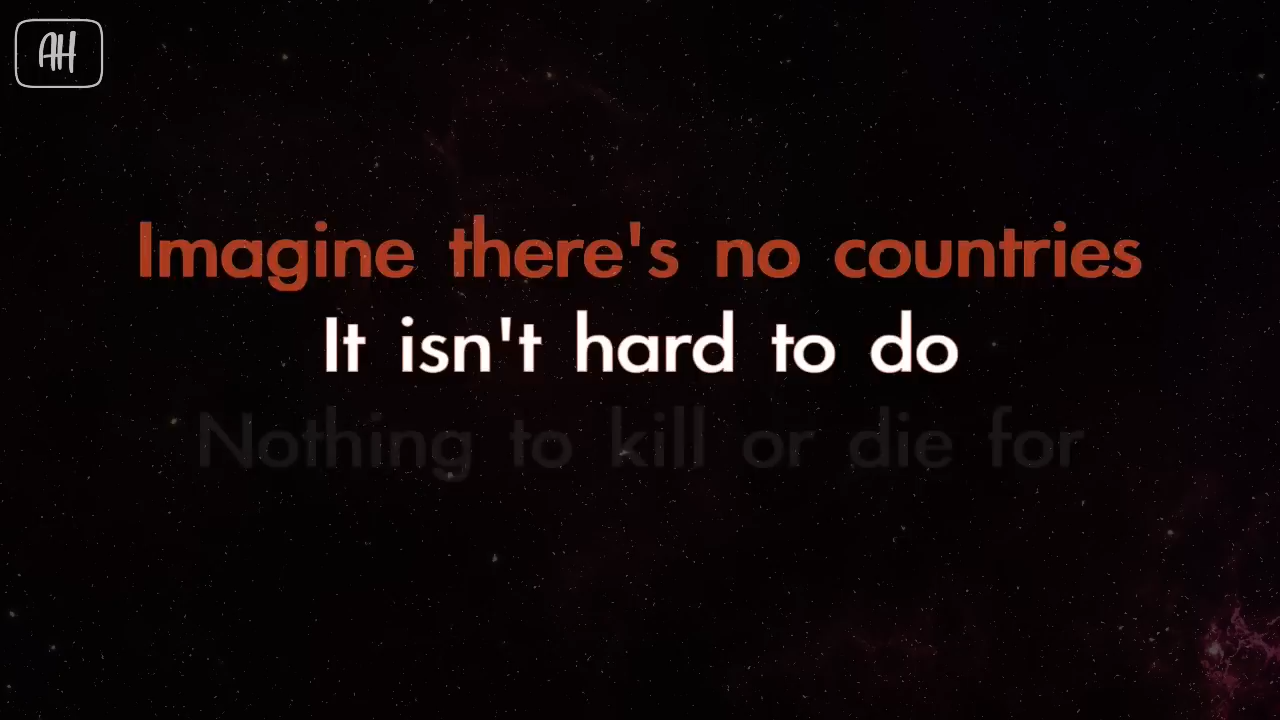 AH
Imagine there's no countries
It isn't hard to do
Nothing to kill or die for